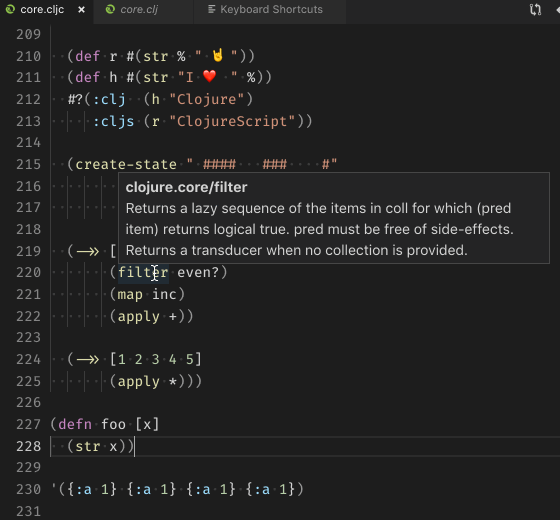 core.cljc × core.clj Keyboard Shortcuts
209
210 (def r #(str % " 🤘 "))
211 (def h #(str "I ❤️ " %))
212 #?(:clj (h "Clojure")
213 :cljs (r "ClojureScript"))
214
215 (create-state " #### ### #"
216
clojure.core/filter
Returns a lazy sequence of the items in coll for which (pred
217
item) returns logical true. pred must be free of side-effects.
218
Returns a transducer when no collection is provided.
219 (->> [
220 (filter even?)
221 (map inc)
222 (apply +))
223
224 (->> [1 2 3 4 5]
225 (apply *)))
226
227 (defn foo [x]
228 (str x))
229
230 '({:a 1} {:a 1} {:a 1} {:a 1})
231